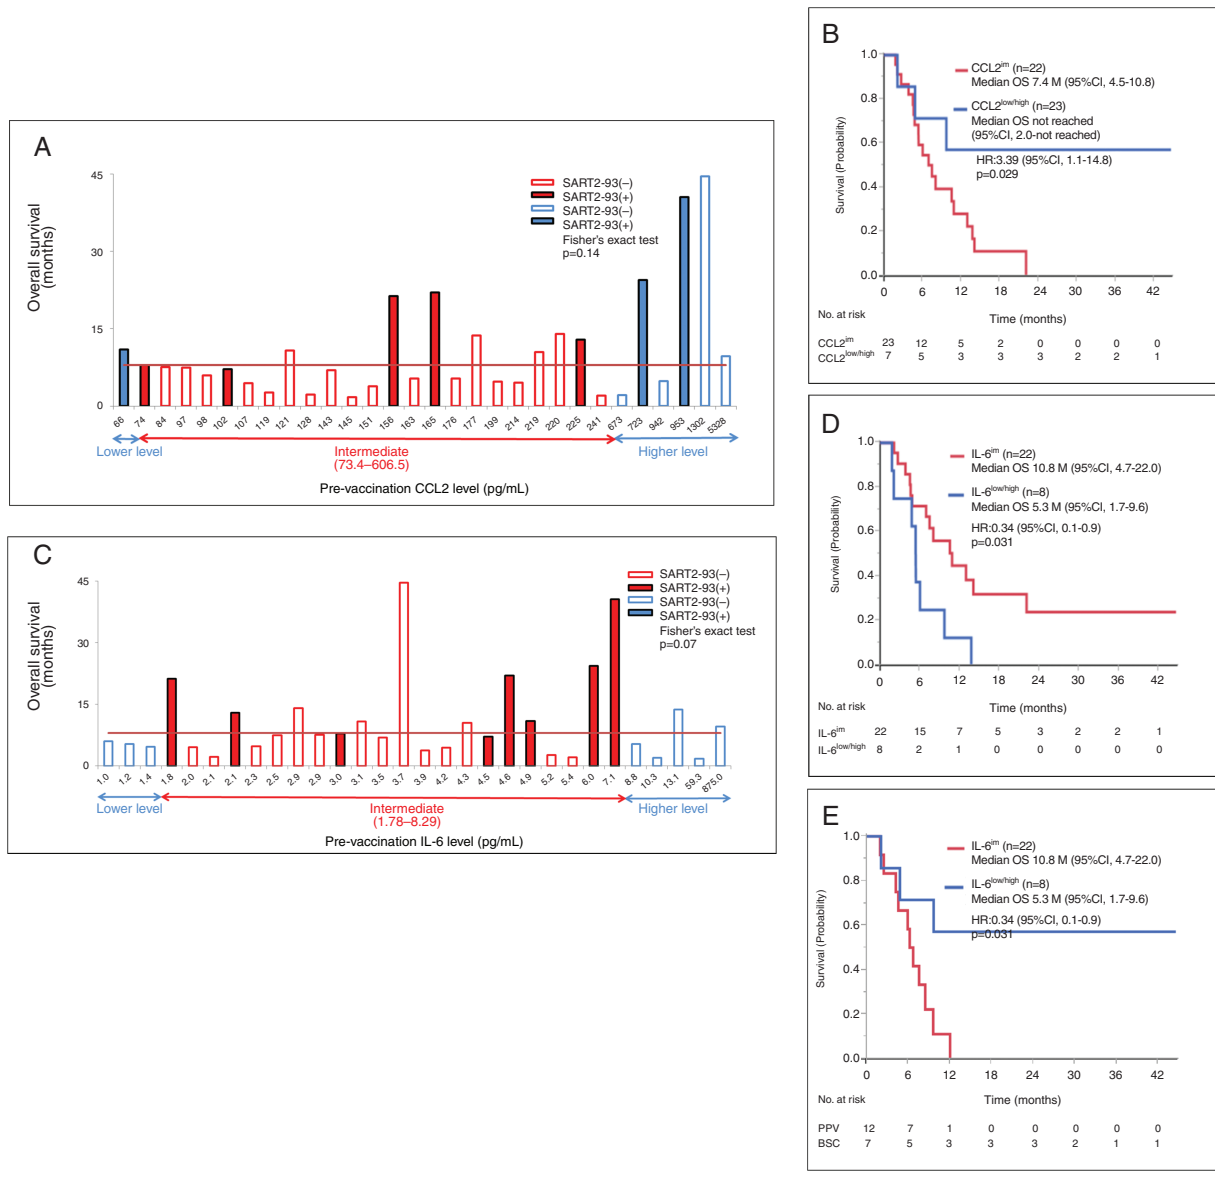 A
Overall survival
(months)
45
30
15
0
SART2-93(–)
SART2-93(+)
SART2-93(–)
SART2-93(+)
Fisher's exact test
p=0.14
66 74 84 97 98 102 107 119 121 128 143 145 151 156 163 165 176 177 199 214 219 220 225 241 673 723 942 953 1302 5328
Lower level Intermediate Higher level
(73.4–606.5)
Pre-vaccination CCL2 level (pg/mL)
B
Survival (Probability)
1.0
0.8
0.6
0.4
0.2
0.0
CCL2im (n=22)
Median OS 7.4 M (95%CI, 4.5-10.8)
CCL2low/high (n=23)
Median OS not reached
(95%CI, 2.0-not reached)
HR:3.39 (95%CI, 1.1-14.8)
p=0.029
0 6 12 18 24 30 36 42
No. at risk
Time (months)
CCL2im 23 12 5 2 0 0 0 0
CCL2low/high 7 5 3 3 3 2 2 1
C
Overall survival
(months)
45
30
15
0
SART2-93(–)
SART2-93(+)
SART2-93(–)
SART2-93(+)
Fisher's exact test
p=0.07
1.0 1.2 1.4 1.8 2.0 2.1 2.1 2.3 2.5 2.9 2.9 3.0 3.1 3.5 3.7 3.9 4.2 4.3 4.5 4.6 4.9 5.2 5.4 6.0 7.1 8.8 10.3 13.1 59.3 875.0
Lower level Intermediate Higher level
(1.78–8.29)
Pre-vaccination IL-6 level (pg/mL)
D
Survival (Probability)
1.0
0.8
0.6
0.4
0.2
0.0
IL-6im (n=22)
Median OS 10.8 M (95%CI, 4.7-22.0)
IL-6low/high (n=8)
Median OS 5.3 M (95%CI, 1.7-9.6)
HR:0.34 (95%CI, 0.1-0.9)
p=0.031
0 6 12 18 24 30 36 42
No. at risk
Time (months)
IL-6im 22 15 7 5 3 2 2 1
IL-6low/high 8 2 1 0 0 0 0 0
E
Survival (Probability)
1.0
0.8
0.6
0.4
0.2
0.0
IL-6im (n=22)
Median OS 10.8 M (95%CI, 4.7-22.0)
IL-6low/high (n=8)
Median OS 5.3 M (95%CI, 1.7-9.6)
HR:0.34 (95%CI, 0.1-0.9)
p=0.031
0 6 12 18 24 30 36 42
No. at risk
Time (months)
PPV 12 7 1 0 0 0 0 0
BSC 7 5 3 3 3 2 1 1